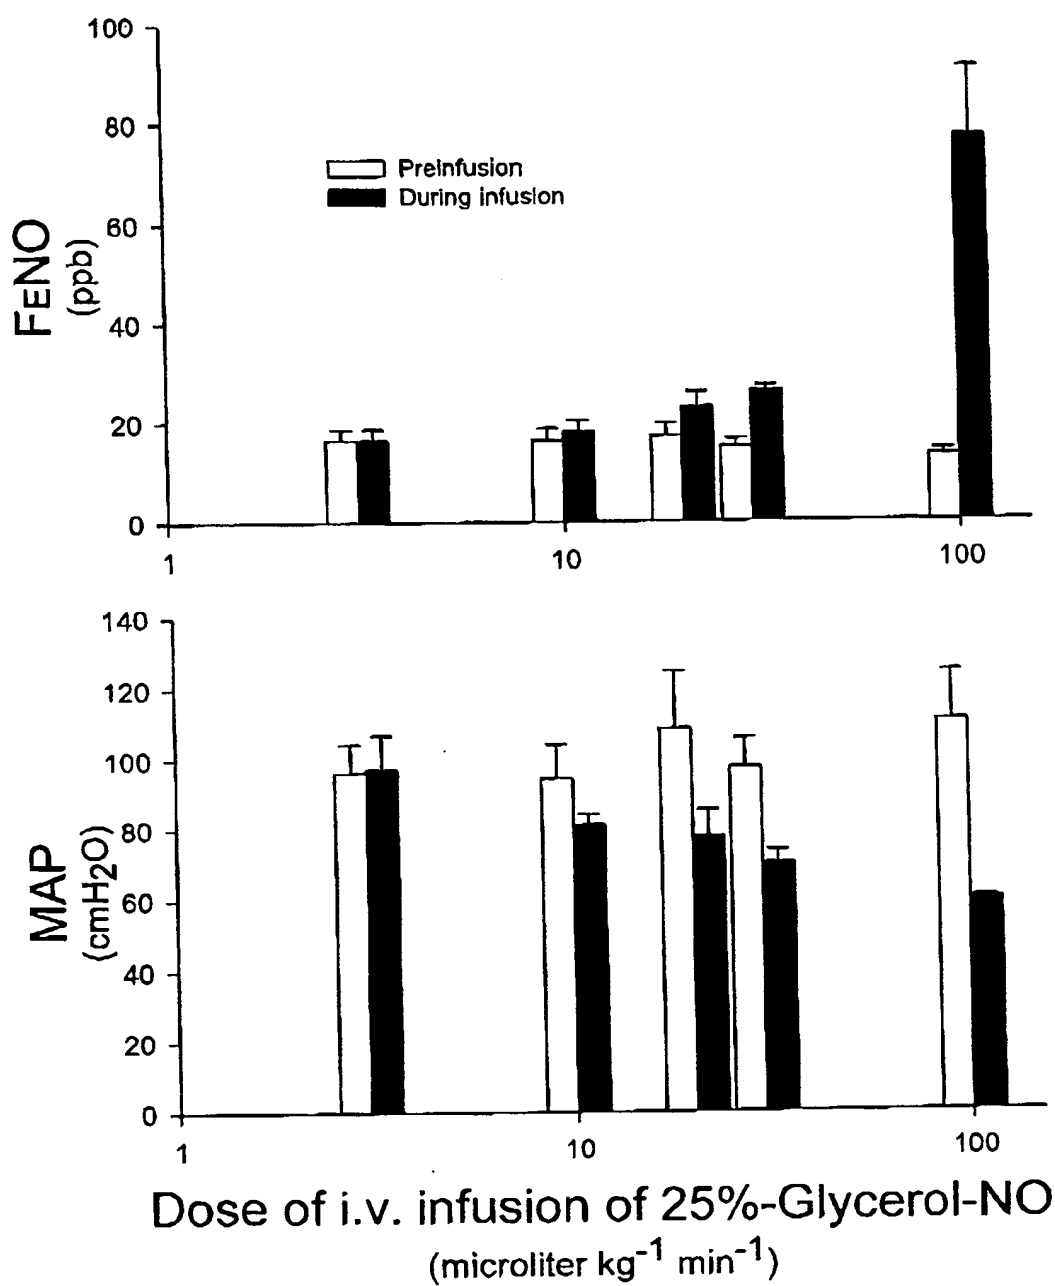 100
80
60
40
20
0
FENO
(ppb)
Preinfusion
During infusion
1
10
100
140
120
100
80
60
40
20
0
MAP
(cmH2O)
1
10
100
Dose of i.v. infusion of 25%-Glycerol-NO
(microliter kg-1 min-1)